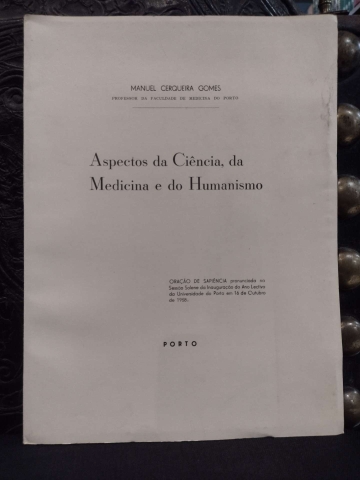 MANUEL CERQUEIRA GOMES
PROFESSOR DA FACULDADE DE MEDICINA DO PORTO
Aspectos da Ciência, da
Medicina e do Humanismo
ORAÇÃO DE SAPIÊNCIA pronunciada na
Sessão Solene da Inauguração do Ano Lectivo
da Universidade do Porto em 16 de Outubro
de
PORTO